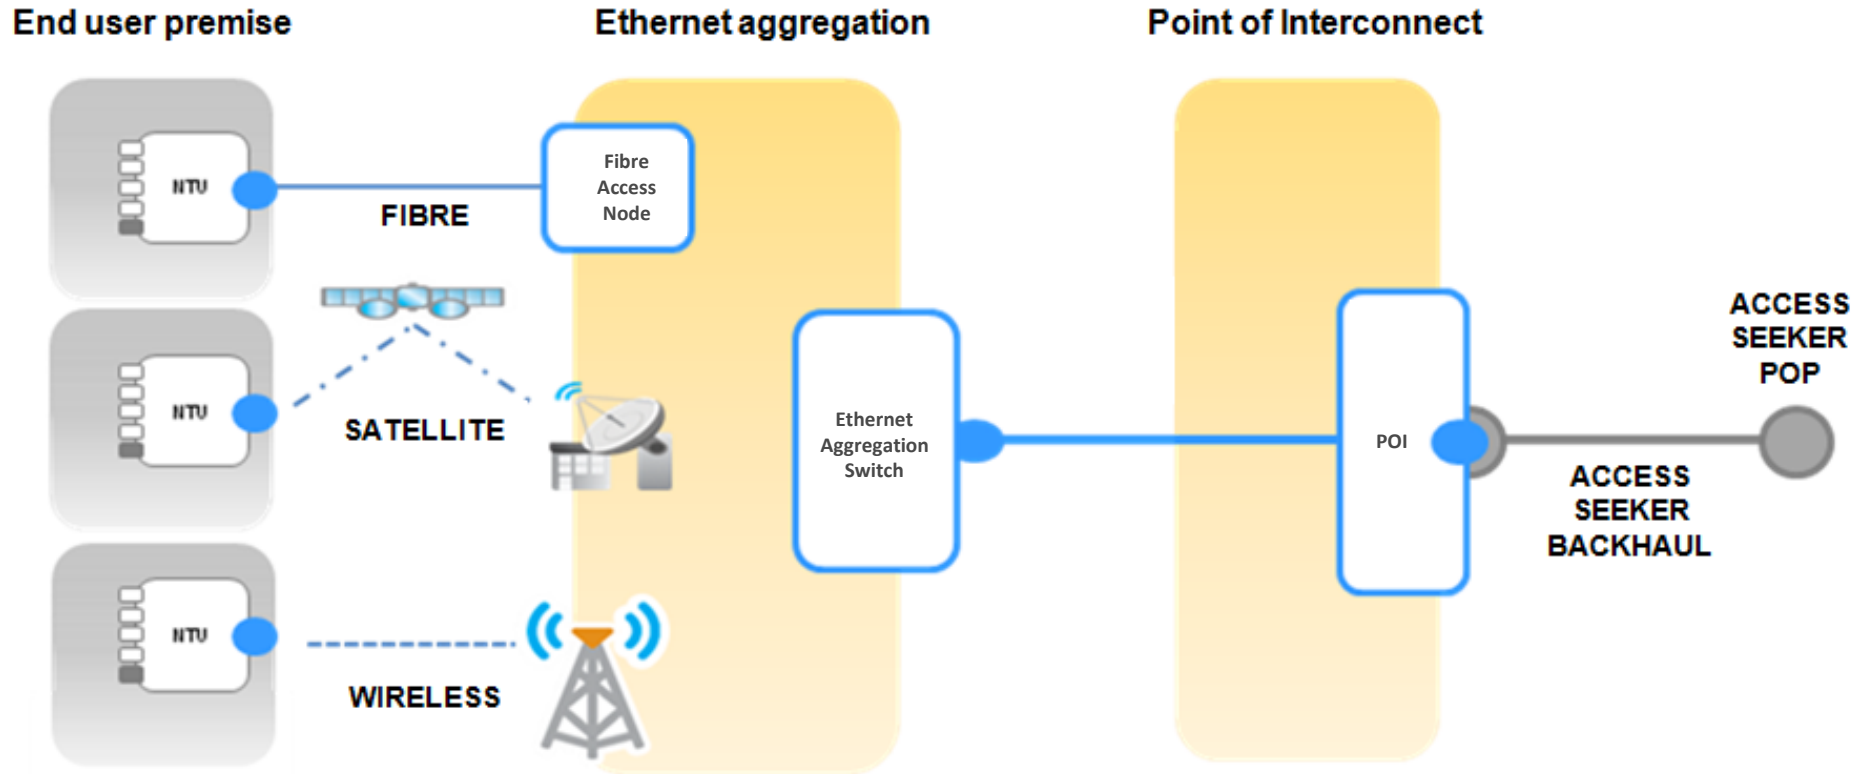 End user premise
Ethernet aggregation
Point of Interconnect
NTU
FIBRE
Fibre
Access
Node
NTU
SATELLITE
Ethernet
Aggregation
Switch
POI
ACCESS
SEEKER
POP
ACCESS
SEEKER
BACKHAUL
NTU
WIRELESS